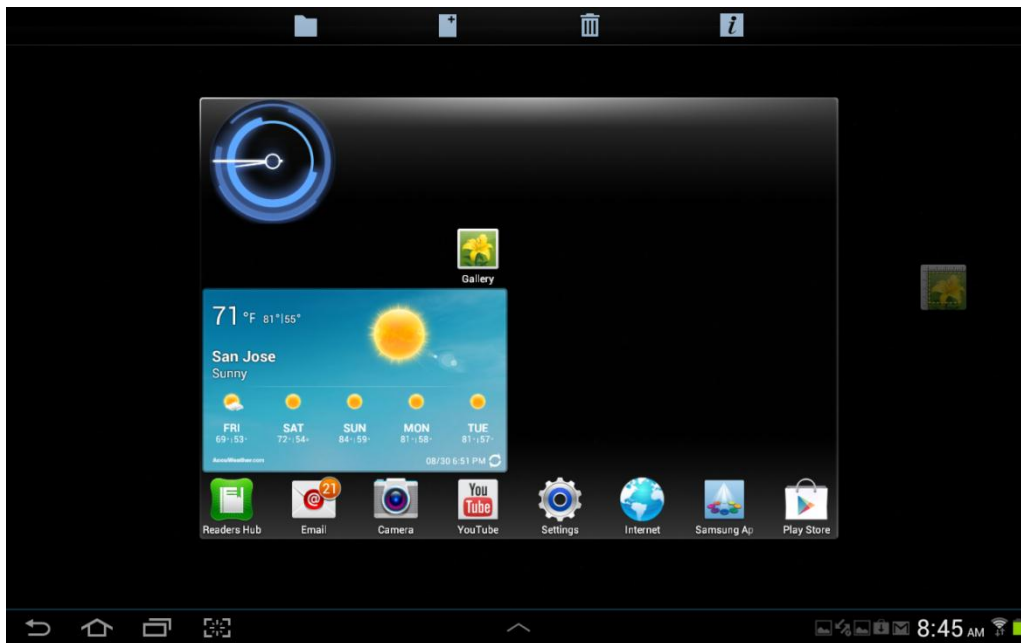 Gallery
71°F 81°|55°
San Jose
Sunny
FRI SAT SUN MON TUE
69°|53° 72°|54° 84°|59° 81°|58° 81°|57°
AccuWeather.com 08/30 6:51 PM
21
You
Tube
Readers Hub Email Camera YouTube Settings Internet Samsung Ap Play Store
8:45 AM